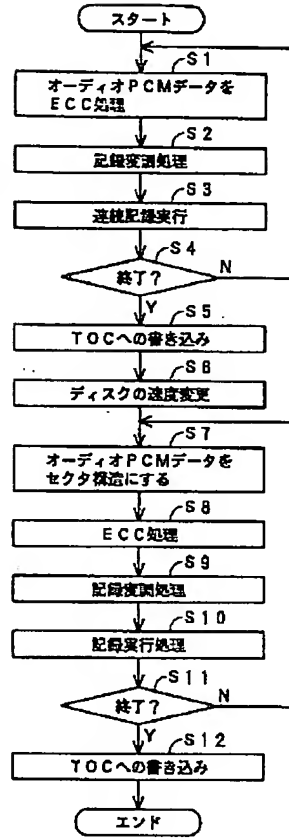 スタート
S1
オーディオPCMデータを
ECC処理
S2
記録変調処理
S3
連続記録実行
S4
終了?
N
Y
S5
TOCへの書き込み
S6
ディスクの速度変更
S7
オーディオPCMデータを
セクタ構造にする
S8
ECC処理
S9
記録変調処理
S10
記録実行処理
S11
終了?
N
Y
S12
TOCへの書き込み
エンド